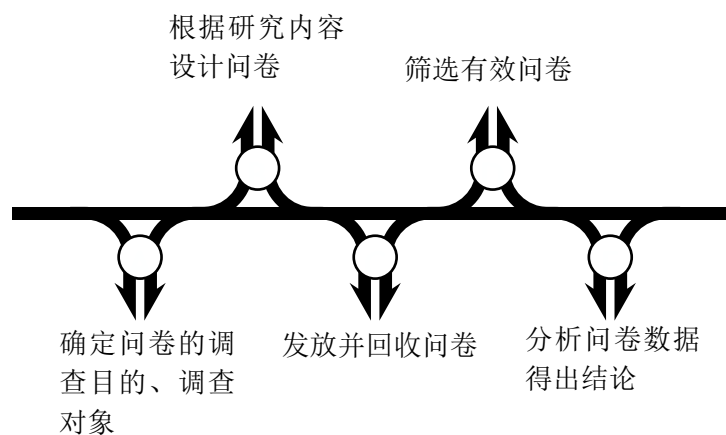 根据研究内容
设计问卷
筛选有效问卷
确定问卷的调
查目的、调查
对象
发放并回收问卷
分析问卷数据
得出结论